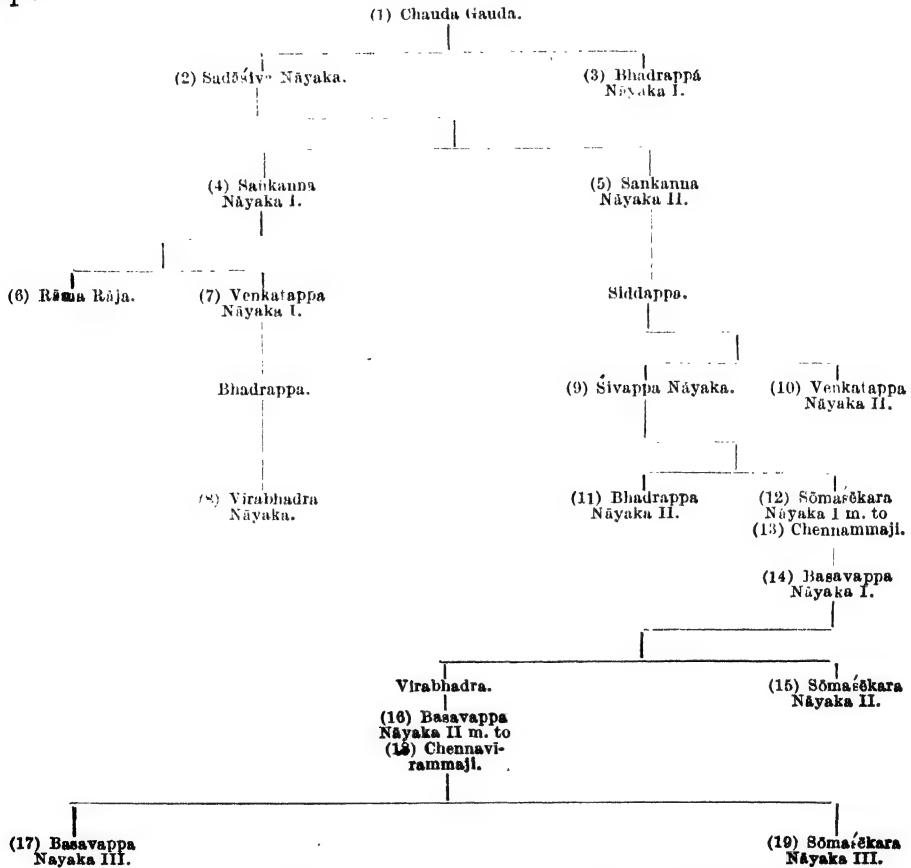 (1) Chauda Gauda.
(2) Sadāśiva Nāyaka.
(3) Bhadrappá
Nāyaka I.
(4) Sankanna
Nāyaka I.
(5) Sankanna
Nāyaka II.
(6) Rāma Rāja.
(7) Venkatappa
Nāyaka I.
Siddappa.
Bhadrappa.
(9) Śivappa Nāyaka.
(10) Venkatappa
Nāyaka II.
(8) Virabhadra
Nāyaka.
(11) Bhadrappa
Nāyaka II.
(12) Sōmaśēkara
Nāyaka I m. to
(13) Chennammaji.
(14) Basavappa
Nāyaka I.
Virabhadra.
(15) Sōmaśēkara
Nāyaka II.
(16) Basavappa
Nāyaka II m. to
(18) Chennavi-
rammaji.
(17) Basavappa
Nayaka III.
(19) Sōmaśēkara
Nāyaka III.